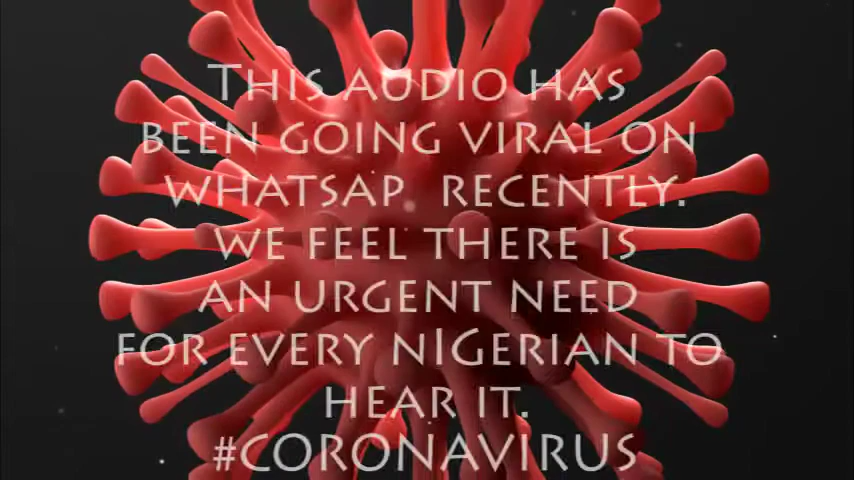 THIS AUDIO HAS
BEEN GOING VIRAL ON
WHATSAP RECENTLY.
WE FEEL THERE IS
AN URGENT NEED
FOR EVERY NIGERIAN TO
HEAR IT.
#CORONAVIRUS